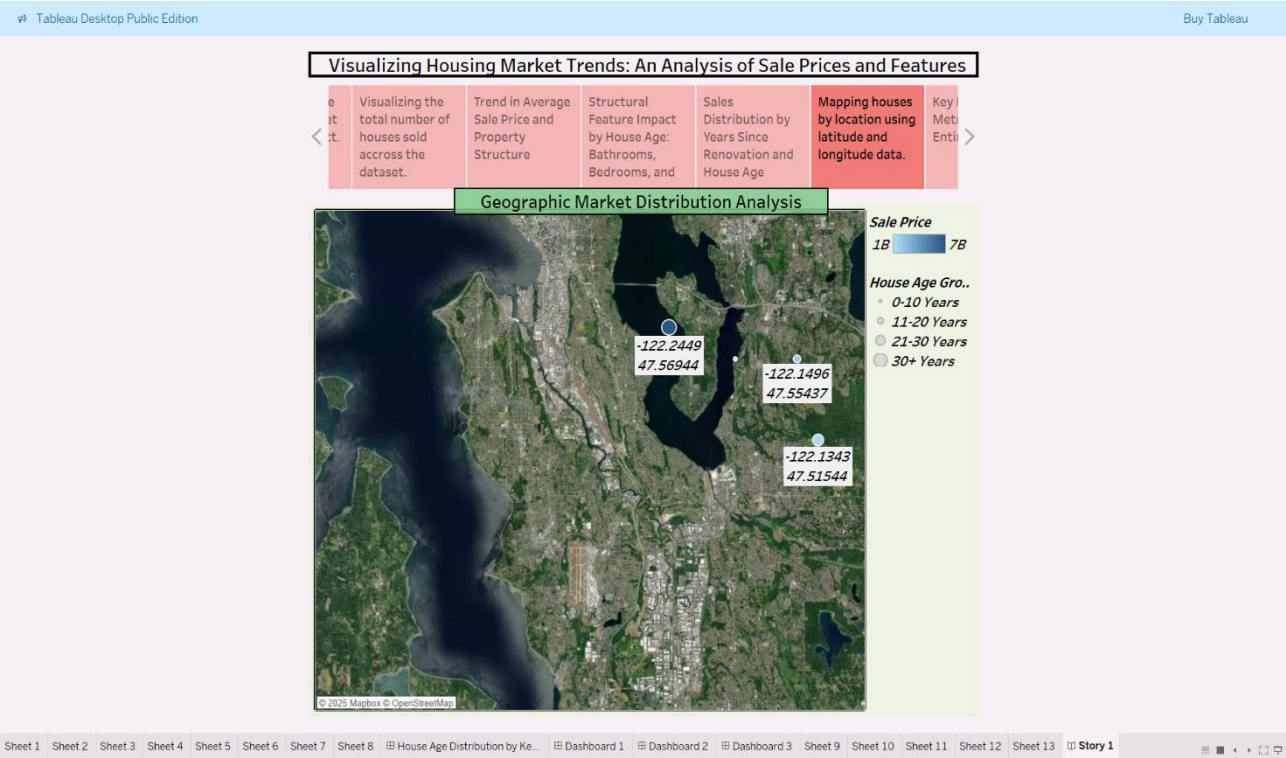 Tableau Desktop Public Edition
Buy Tableau
Visualizing Housing Market Trends: An Analysis of Sale Prices and Features
e
et
ct.
Visualizing the
total number of
houses sold
accross the
dataset.
Trend in Average
Sale Price and
Property
Structure
Structural
Feature Impact
by House Age:
Bathrooms,
Bedrooms, and
Sales
Distribution by
Years Since
Renovation and
House Age
Mapping houses
by location using
latitude and
longitude data.
Key
Met
Enti
Geographic Market Distribution Analysis
Sale Price
1B 7B
House Age Gro..
0-10 Years
11-20 Years
21-30 Years
30+ Years
-122.2449
47.56944
-122.1496
47.55437
-122.1343
47.51544
© 2025 Mapbox © OpenStreetMap
Sheet 1 Sheet 2 Sheet 3 Sheet 4 Sheet 5 Sheet 6 Sheet 7 Sheet 8 House Age Distribution by Ke... Dashboard 1 Dashboard 2 Dashboard 3 Sheet 9 Sheet 10 Sheet 11 Sheet 12 Sheet 13 Story 1